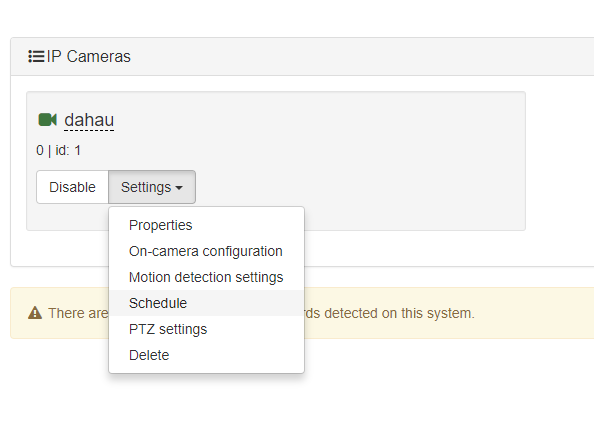 IP Cameras
dahau
0 | id: 1
Disable
Settings
Properties
On-camera configuration
Motion detection settings
Schedule
PTZ settings
Delete
There are rds detected on this system.